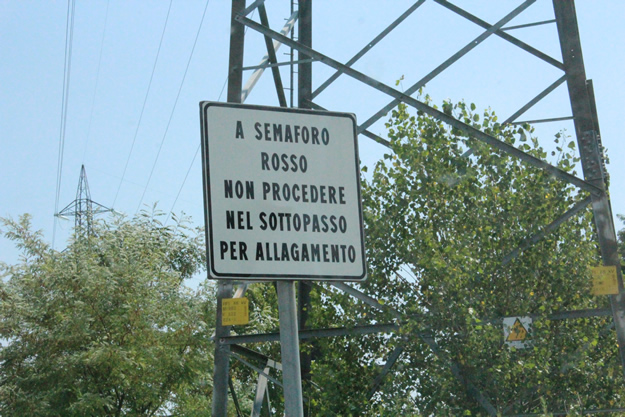 A SEMAFORO
ROSSO
NON PROCEDERE
NEL SOTTOPASSO
PER ALLAGAMENTO